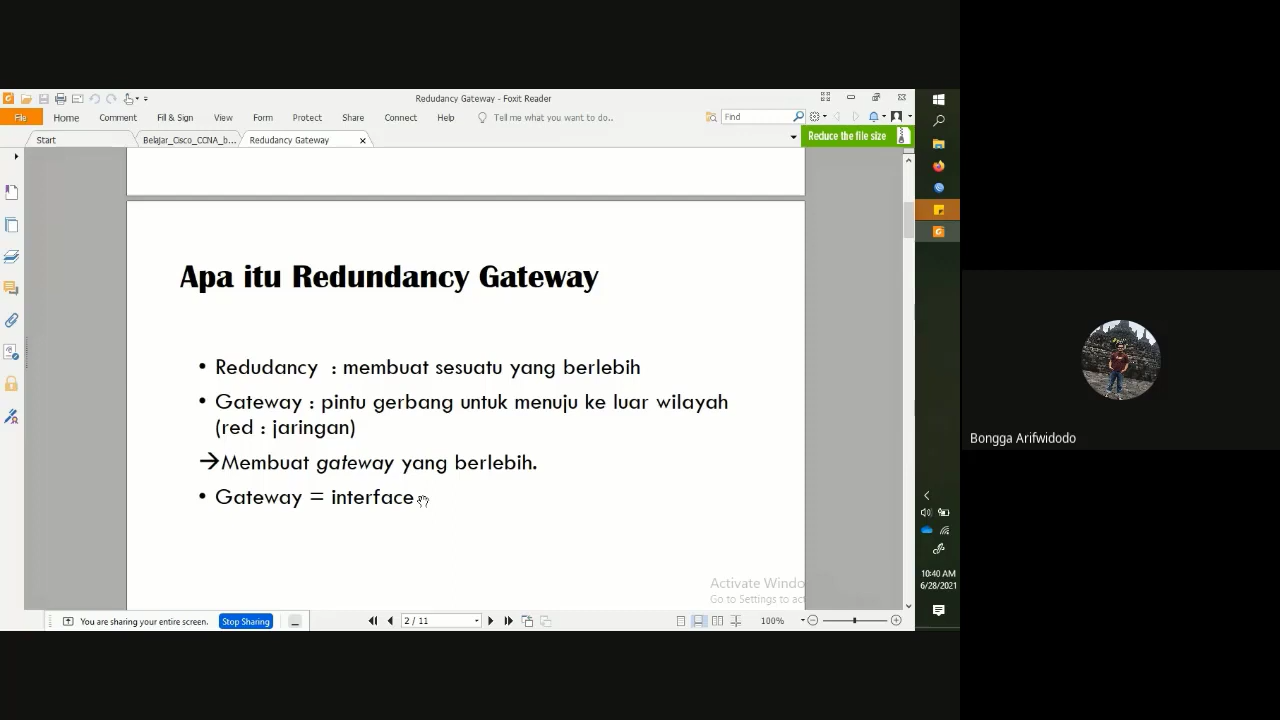 Redudancy Gateway - Foxit Reader
File
Home
Comment
Fill & Sign
View
Form
Protect
Share
Connect
Help
Tell me what you want to do..
Find
Start
Belajar_Cisco_CCNA_b...
Redudancy Gateway
Reduce the file size
Apa itu Redundancy Gateway
• Redudancy : membuat sesuatu yang berlebih
• Gateway : pintu gerbang untuk menuju ke luar wilayah
(red : jaringan)
→Membuat gateway yang berlebih.
• Gateway = interface
Bongga Arifwidodo
Activate Windo
Go to Settings to act
10:40 AM
6/28/2021
You are sharing your entire screen.
Stop Sharing
2 / 11
100%